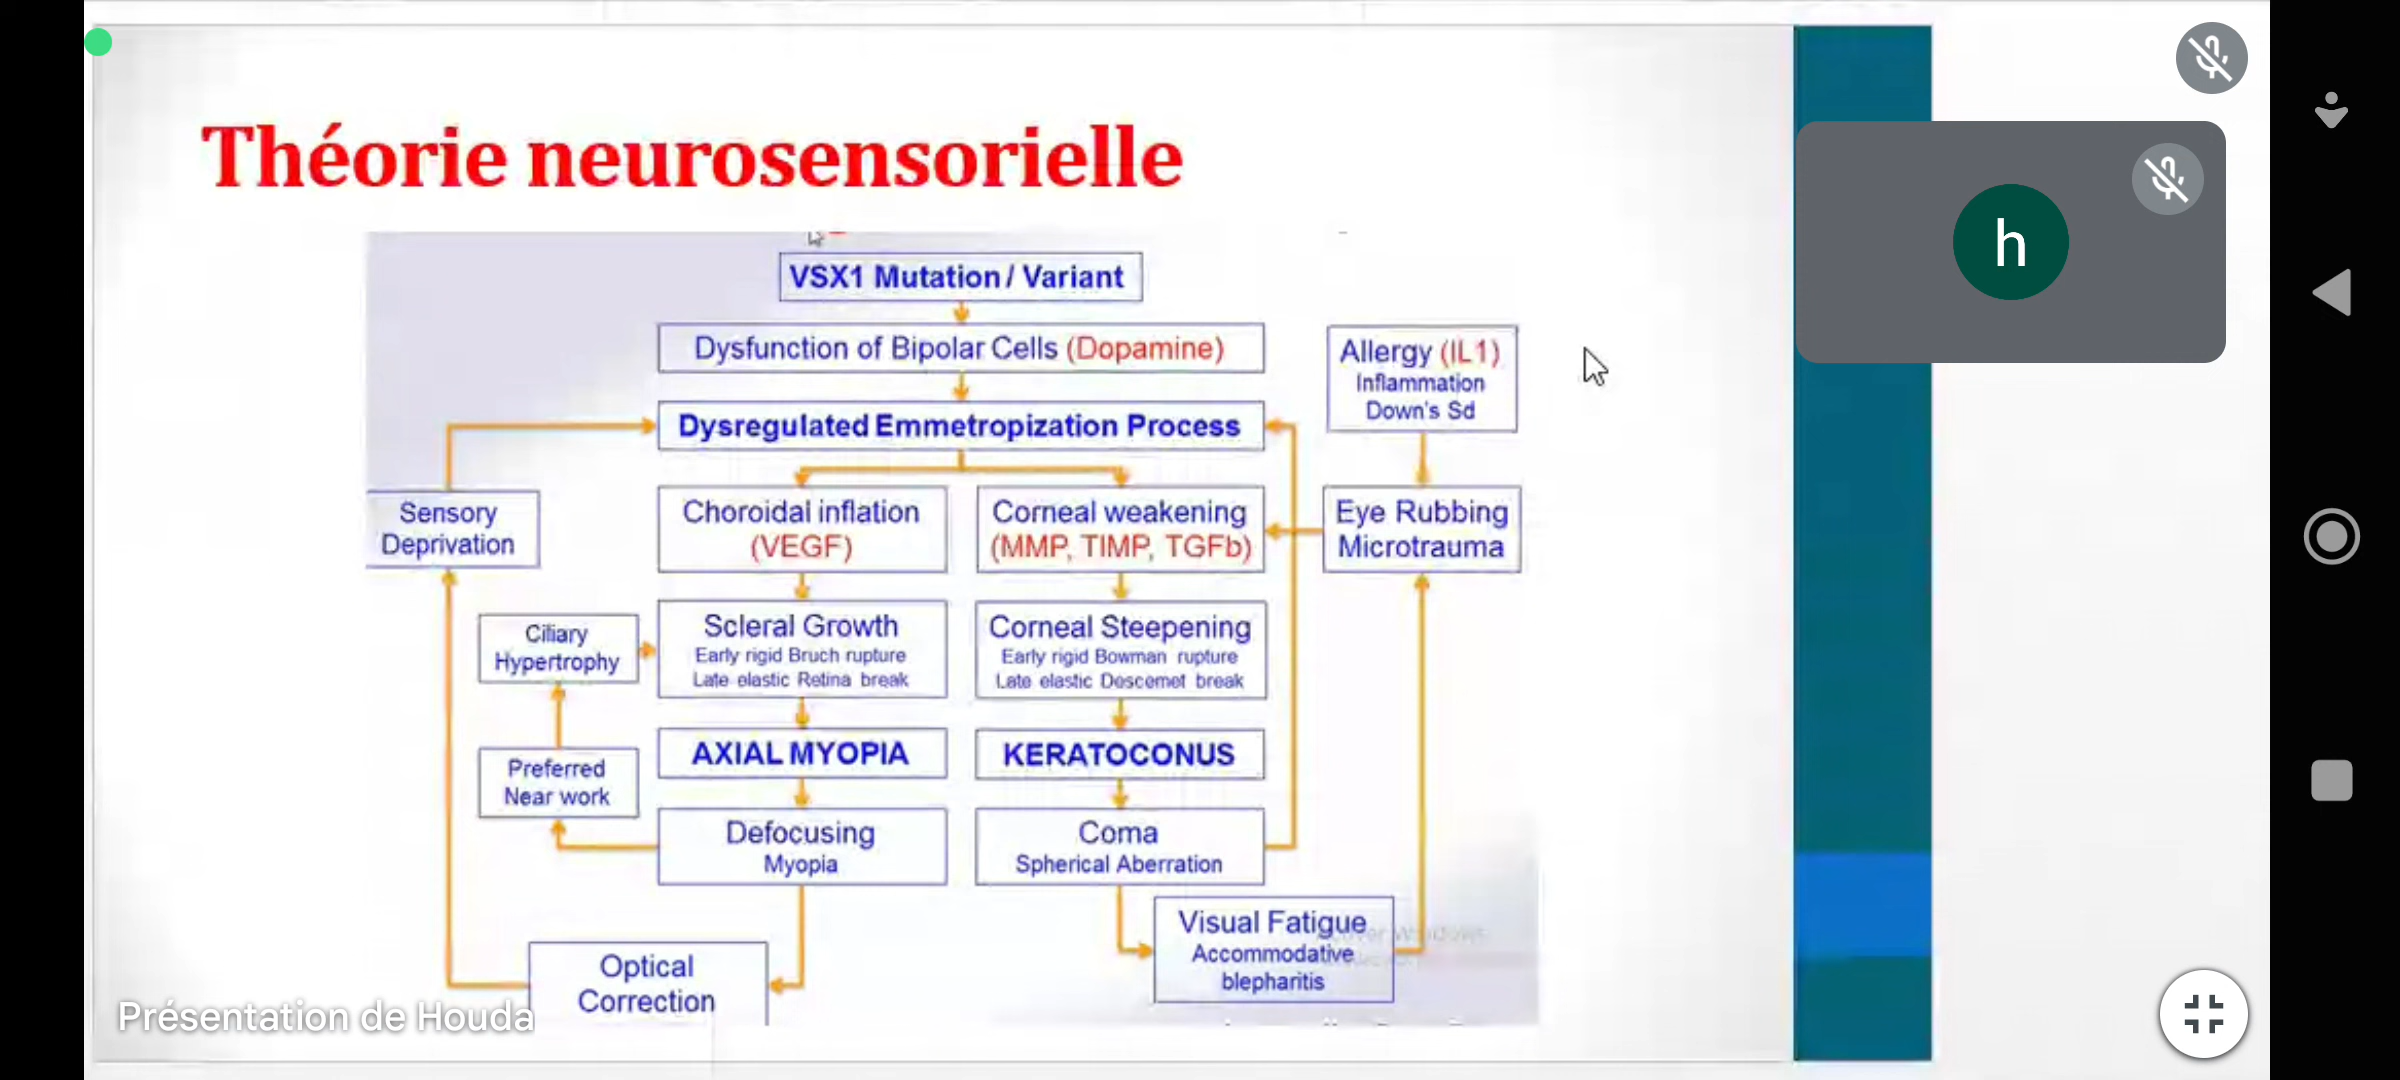 Théorie neurosensorielle
h
VSX1 Mutation / Variant
Dysfunction of Bipolar Cells (Dopamine)
Dysregulated Emmetropization Process
Allergy (IL1)
Inflammation
Down's Sd
Sensory
Deprivation
Choroidal inflation
(VEGF)
Corneal weakening
(MMP, TIMP, TGFb)
Eye Rubbing
Microtrauma
Ciliary
Hypertrophy
Scleral Growth
Early rigid Bruch rupture
Late elastic Retina break
Corneal Steepening
Early rigid Bowman rupture
Late elastic Descemet break
Preferred
Near work
AXIAL MYOPIA
KERATOCONUS
Defocusing
Myopia
Coma
Spherical Aberration
Visual Fatigue
Accommodative
blepharitis
Optical
Correction
Présentation de Houda